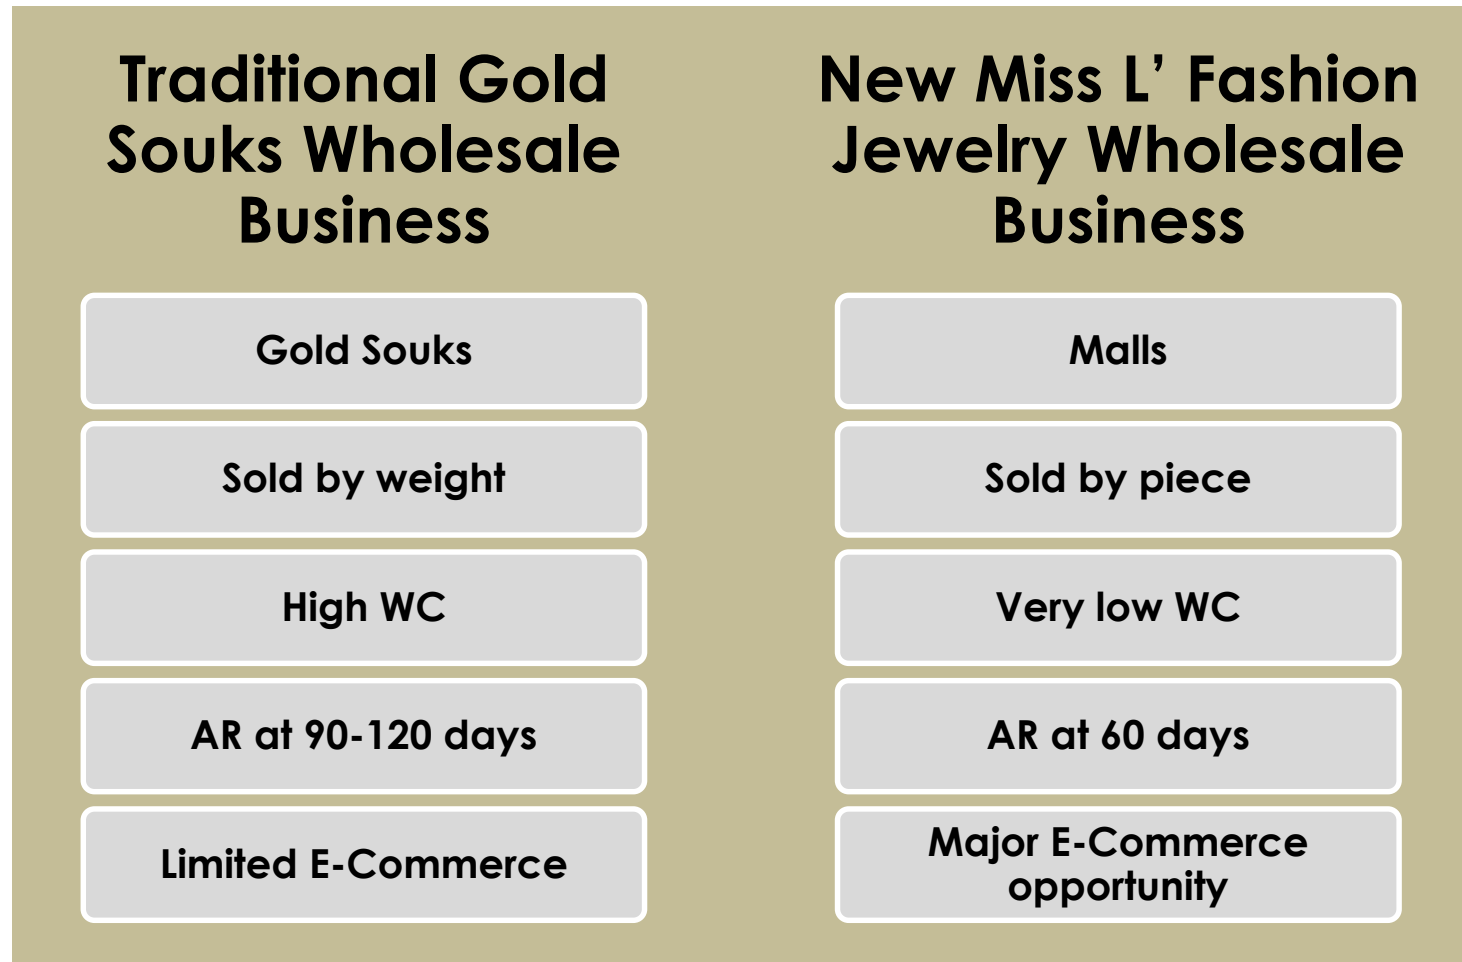 Traditional Gold
Souks Wholesale
Business
Gold Souks
Sold by weight
High WC
AR at 90-120 days
Limited E-Commerce
New Miss L’ Fashion
Jewelry Wholesale
Business
Malls
Sold by piece
Very low WC
AR at 60 days
Major E-Commerce
opportunity